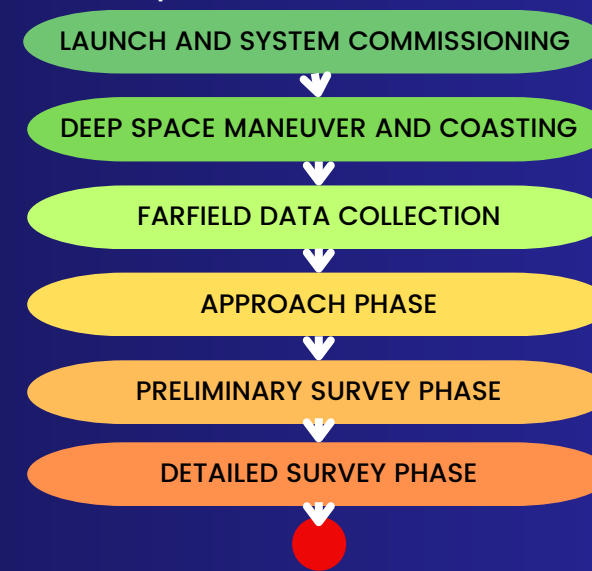 LAUNCH AND SYSTEM COMMISSIONING
DEEP SPACE MANEUVER AND COASTING
FARFIELD DATA COLLECTION
APPROACH PHASE
PRELIMINARY SURVEY PHASE
DETAILED SURVEY PHASE